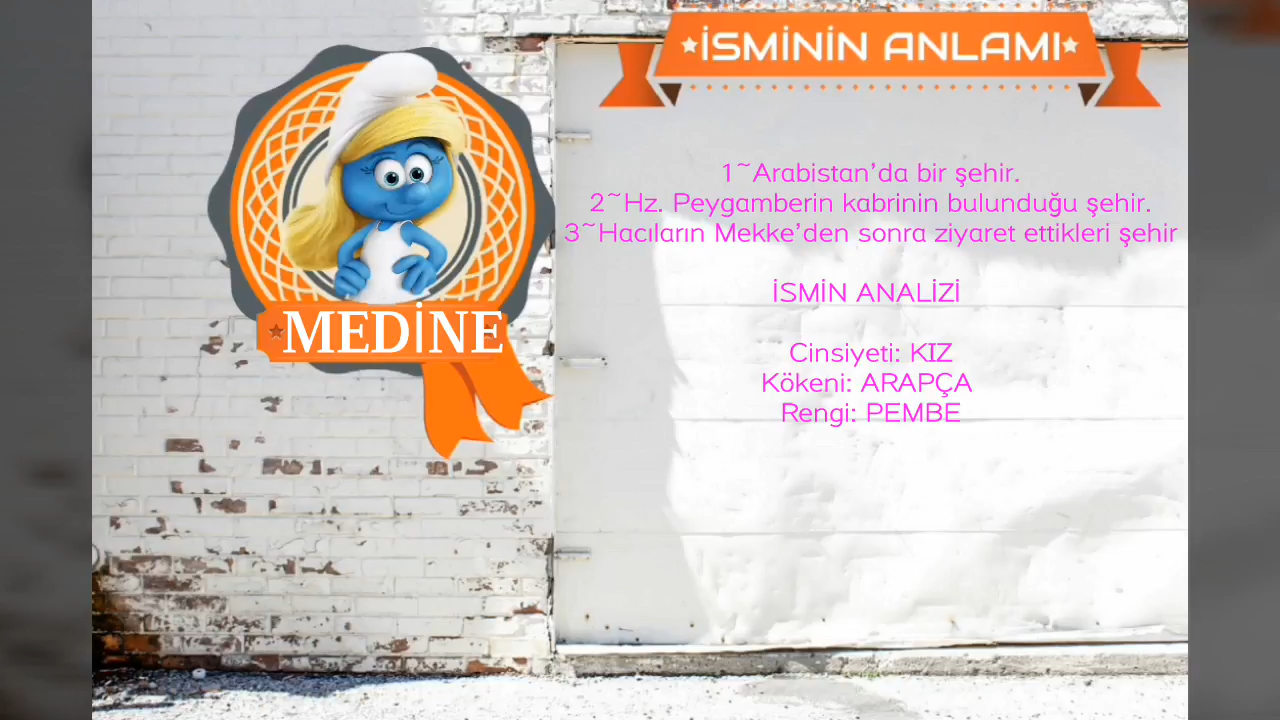 İSMİNİN ANLAMI
MEDİNE
1~Arabistan'da bir şehir.
2~Hz. Peygamberin kabrinin bulunduğu şehir.
3~Hacıların Mekke'den sonra ziyaret ettikleri şehir
İSMİN ANALİZİ
Cinsiyeti: KIZ
Kökeni: ARAPÇA
Rengi: PEMBE